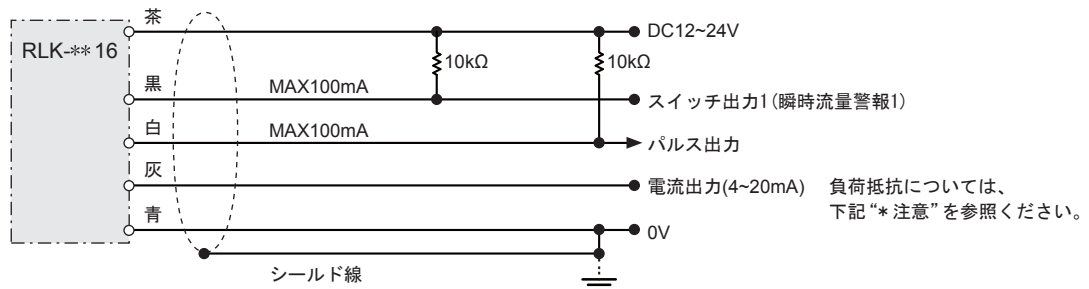 茶
DC12~24V
RLK-**16
10kΩ
10kΩ
黒
MAX100mA
スイッチ出力1(瞬時流量警報1)
白
MAX100mA
パルス出力
灰
電流出力(4~20mA)
負荷抵抗については、
下記“*注意”を参照ください。
青
0V
シールド線